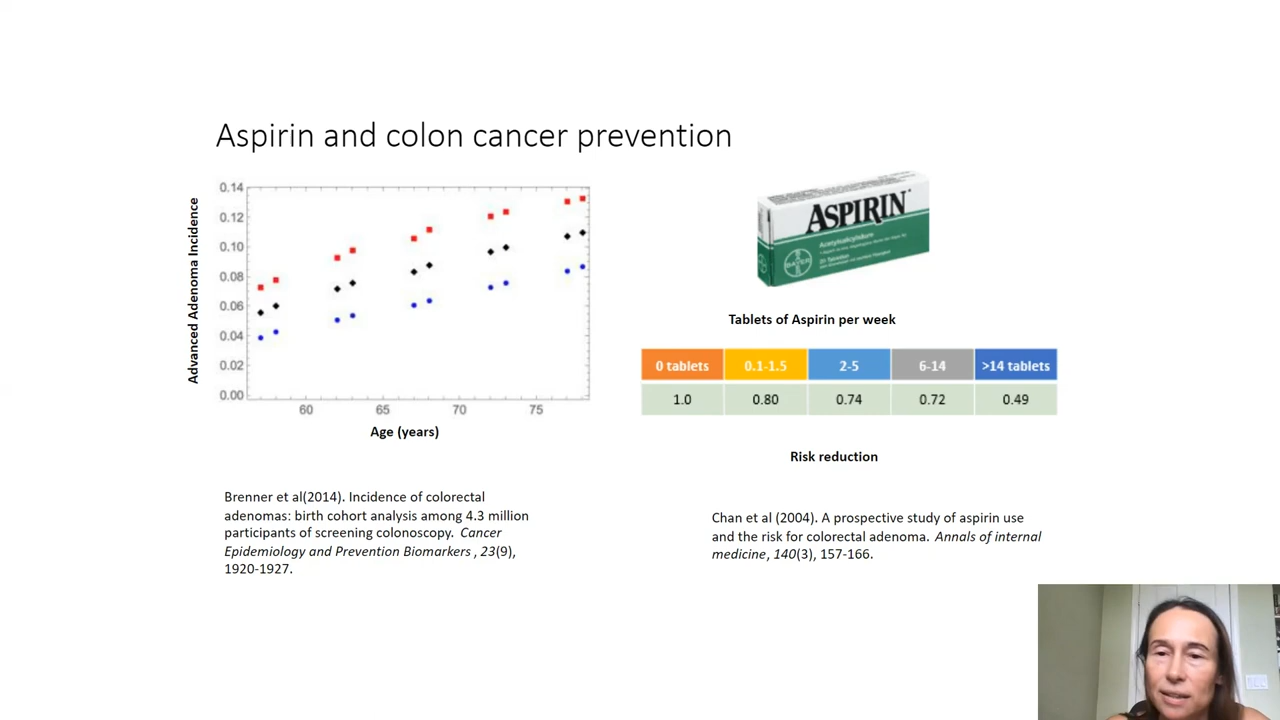 Aspirin and colon cancer prevention
Advanced Adenoma Incidence
0.14
0.12
0.10
0.08
0.06
0.04
0.02
0.00
60
65
70
75
Age (years)
Brenner et al(2014). Incidence of colorectal
adenomas: birth cohort analysis among 4.3 million
participants of screening colonoscopy. Cancer
Epidemiology and Prevention Biomarkers , 23(9),
1920-1927.
ASPIRIN
Acetylsalicylsäure
BAYER
Tablets of Aspirin per week
0 tablets 0.1-1.5 2-5 6-14 >14 tablets
1.0 0.80 0.74 0.72 0.49
Risk reduction
Chan et al (2004). A prospective study of aspirin use
and the risk for colorectal adenoma. Annals of internal
medicine, 140(3), 157-166.